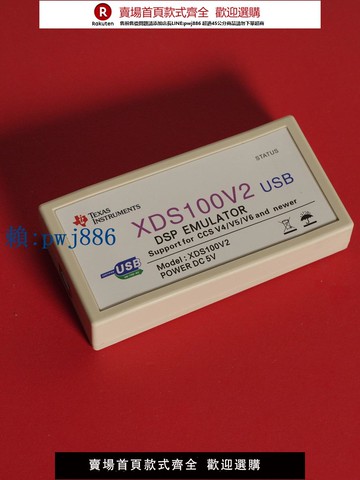 R
Rakuten
賣場首頁款式齊全 歡迎選購
STATUS
TEXAS INSTRUMENTS
XDS100V2 USB
DSP EMULATOR
Support for CCS V4/V5/V6 and newer
Model:XDS100V2
POWER DC 5V
USB
賴:pwj886
賣場首頁款式齊全 歡迎選購